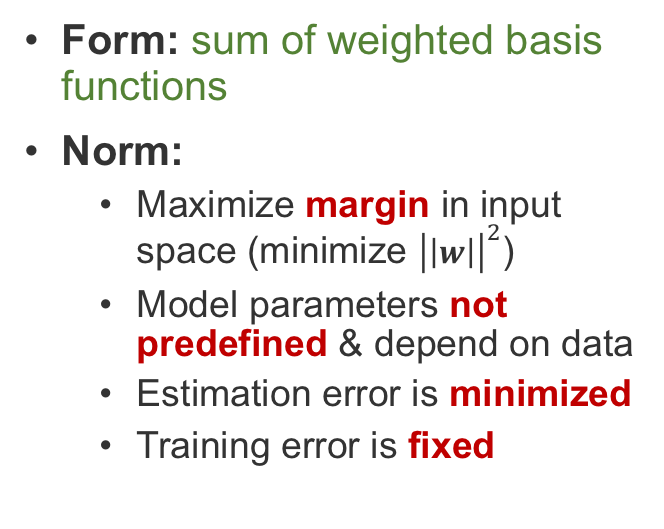 • Form: sum of weighted basis
functions
• Norm:
• Maximize margin in input
space (minimize ||w||²)
• Model parameters not
predefined & depend on data
• Estimation error is minimized
• Training error is fixed